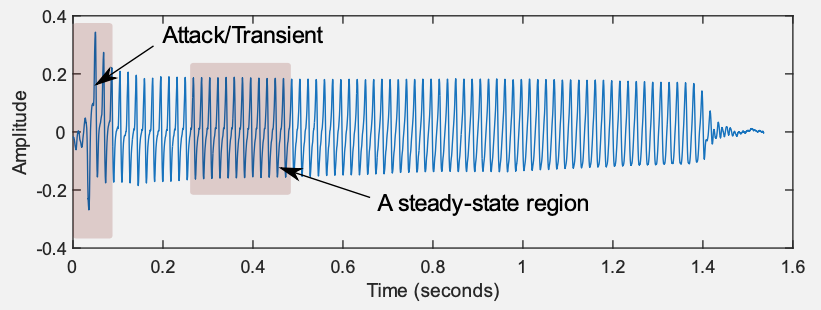 0.4
Attack/Transient
0.2
Amplitude
0
-0.2
A steady-state region
-0.4
0 0.2 0.4 0.6 0.8 1 1.2 1.4 1.6
Time (seconds)